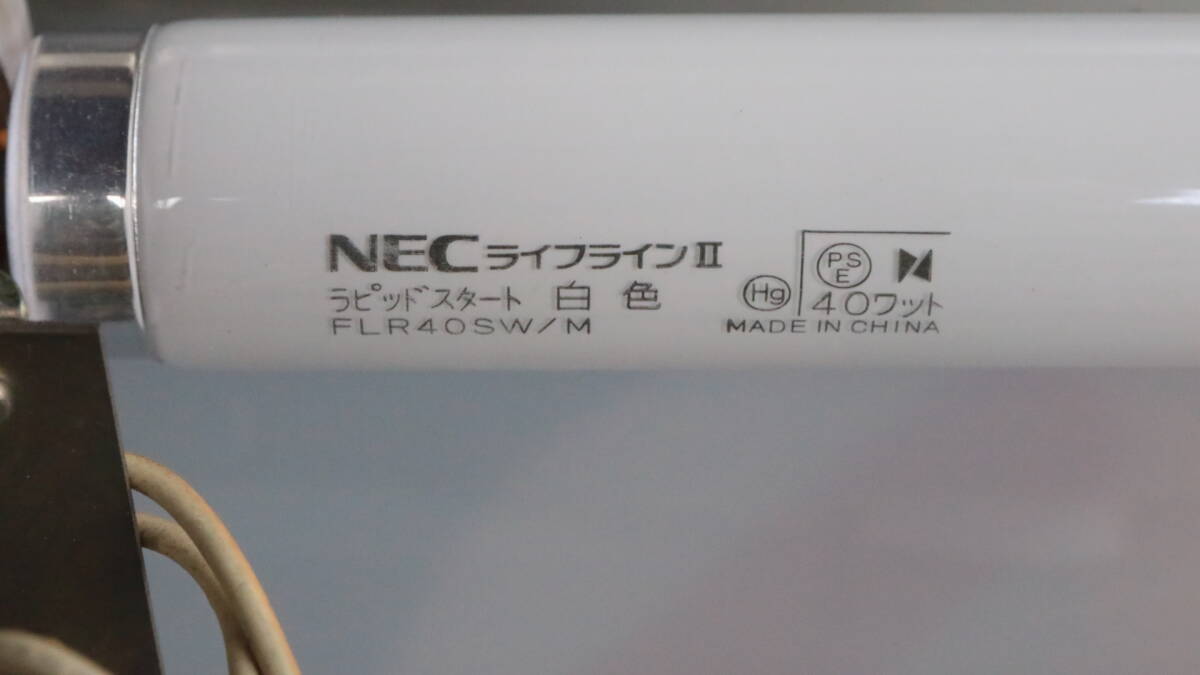 NECライフラインⅡ
ラピッドスタート 白色
FLR40SW/M
Hg
PSE
40ワット
MADE IN CHINA